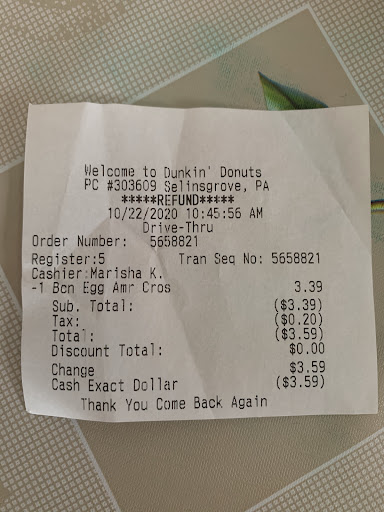 Welcome to Dunkin' Donuts
PC #303609 Selinsgrove, PA
*****REFUND*****
10/22/2020 10:45:56 AM
Drive-Thru
Order Number: 5658821
Register:5 Tran Seq No: 5658821
Cashier:Marisha K.
-1 Bcn Egg Amr Cros 3.39
Sub. Total: ($3.39)
Tax: ($0.20)
Total: ($3.59)
Discount Total: $0.00
Change $3.59
Cash Exact Dollar ($3.59)
Thank You Come Back Again